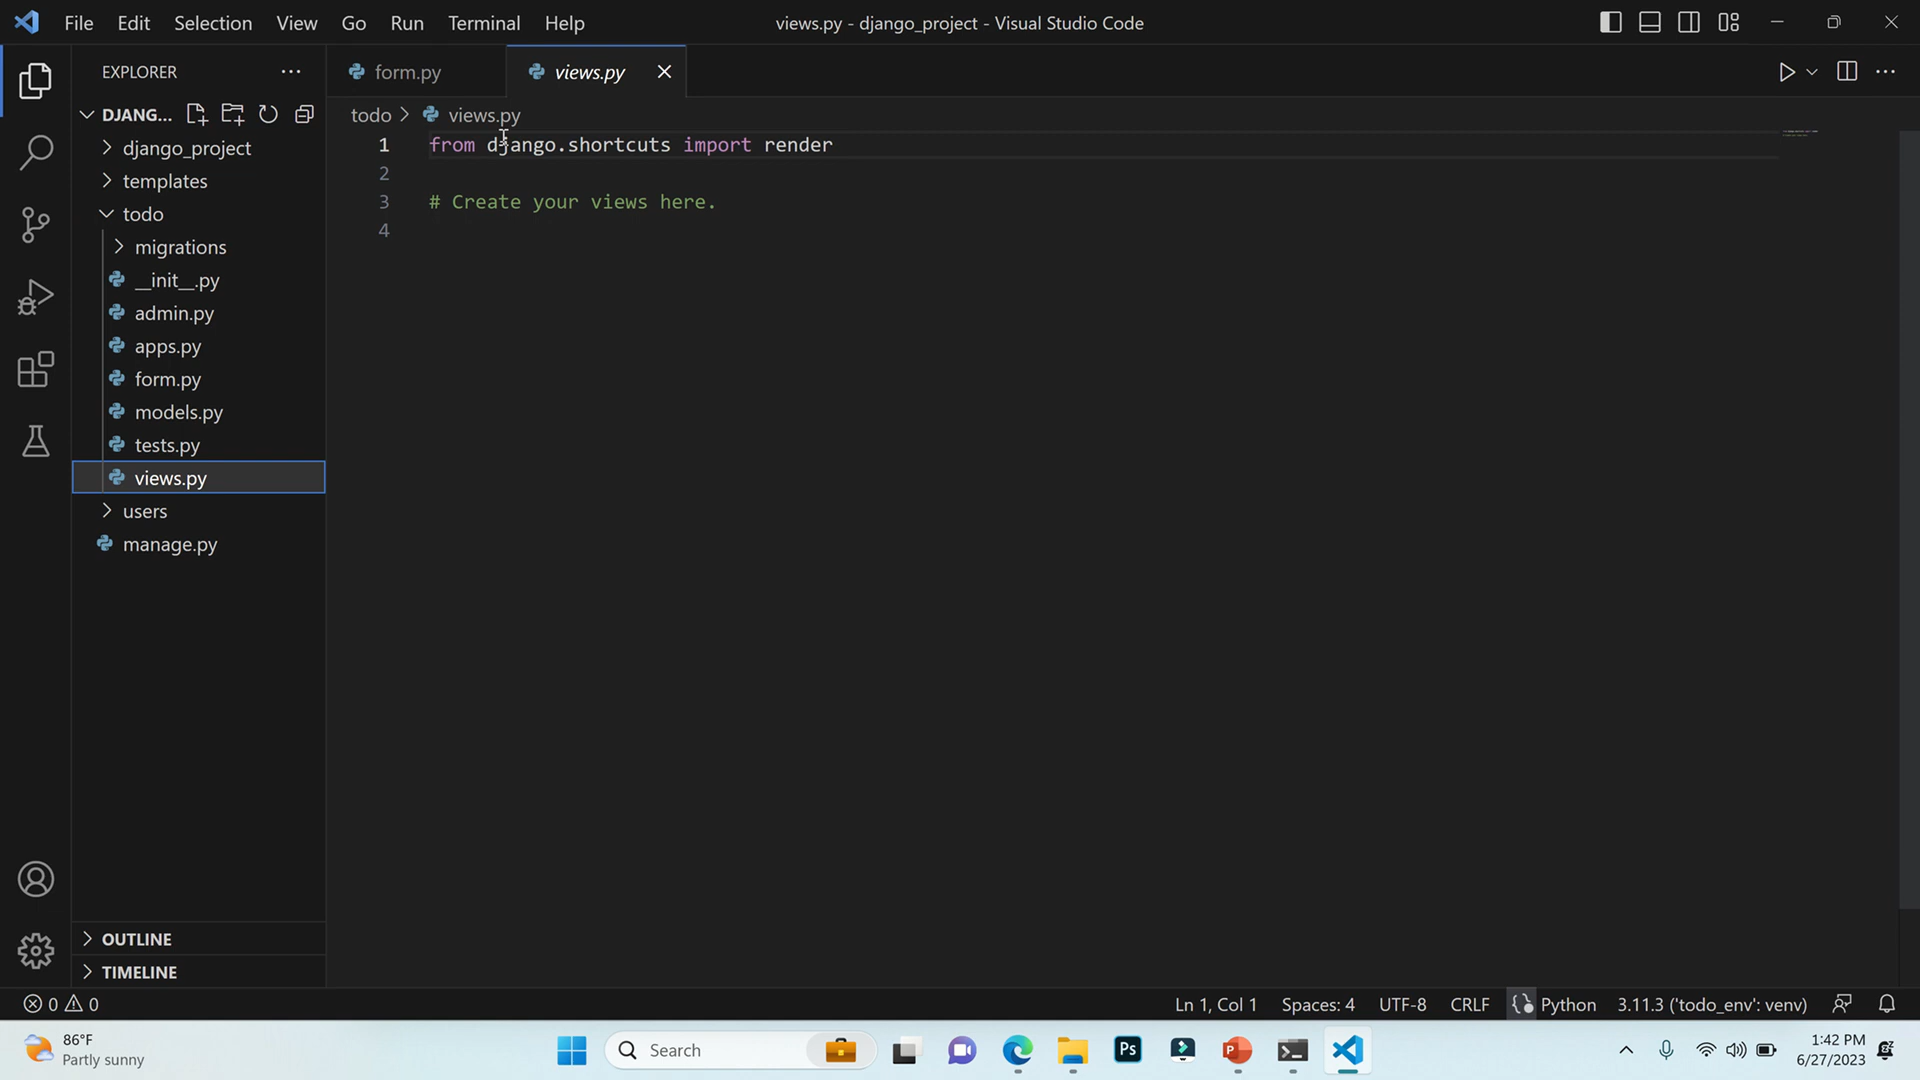 File Edit Selection View Go Run Terminal Help
views.py - django_project - Visual Studio Code
EXPLORER
DJANG...
django_project
templates
todo
migrations
__init__.py
admin.py
apps.py
form.py
models.py
tests.py
views.py
users
manage.py
OUTLINE
TIMELINE
form.py
views.py
todo > views.py
1 from django.shortcuts import render
2
3 # Create your views here.
4
0 0
Ln 1, Col 1 Spaces: 4 UTF-8 CRLF Python 3.11.3 ('todo_env': venv)
86°F
Partly sunny
Search
Ps
P
1:42 PM
6/27/2023